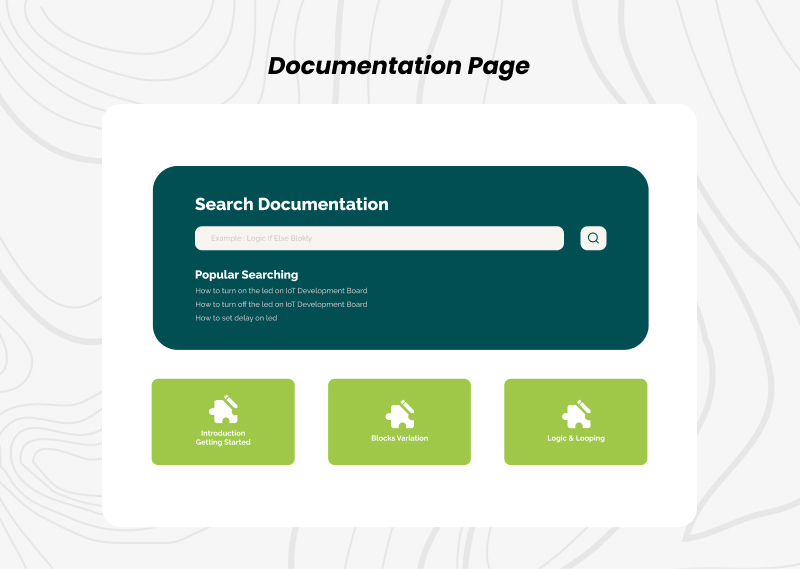 Documentation Page
Search Documentation
Example : Logic if Else Blokly
Popular Searching
How to turn on the led on IoT Development Board
How to turn off the led on IoT Development Board
How to set delay on led
Introduction
Getting Started
Blocks Variation
Logic & Looping